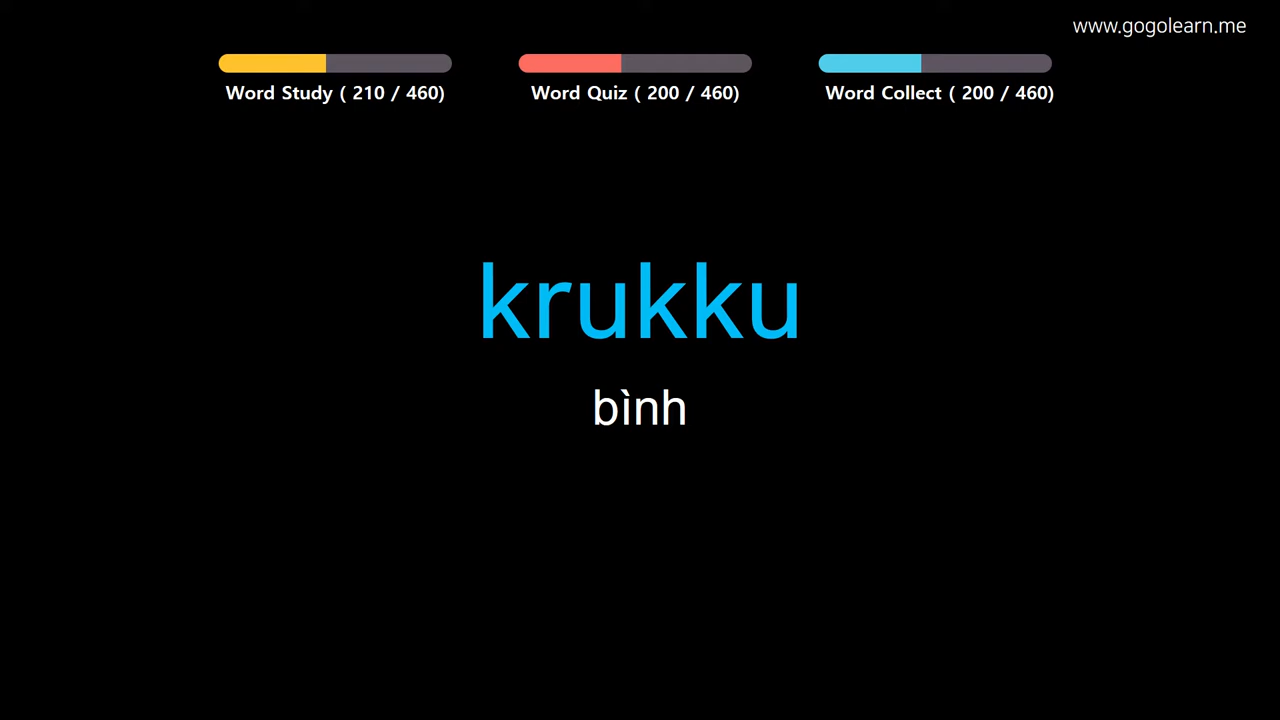 www.gogolearn.me
Word Study ( 210 / 460)
Word Quiz ( 200 / 460)
Word Collect ( 200 / 460)
krukku
bình